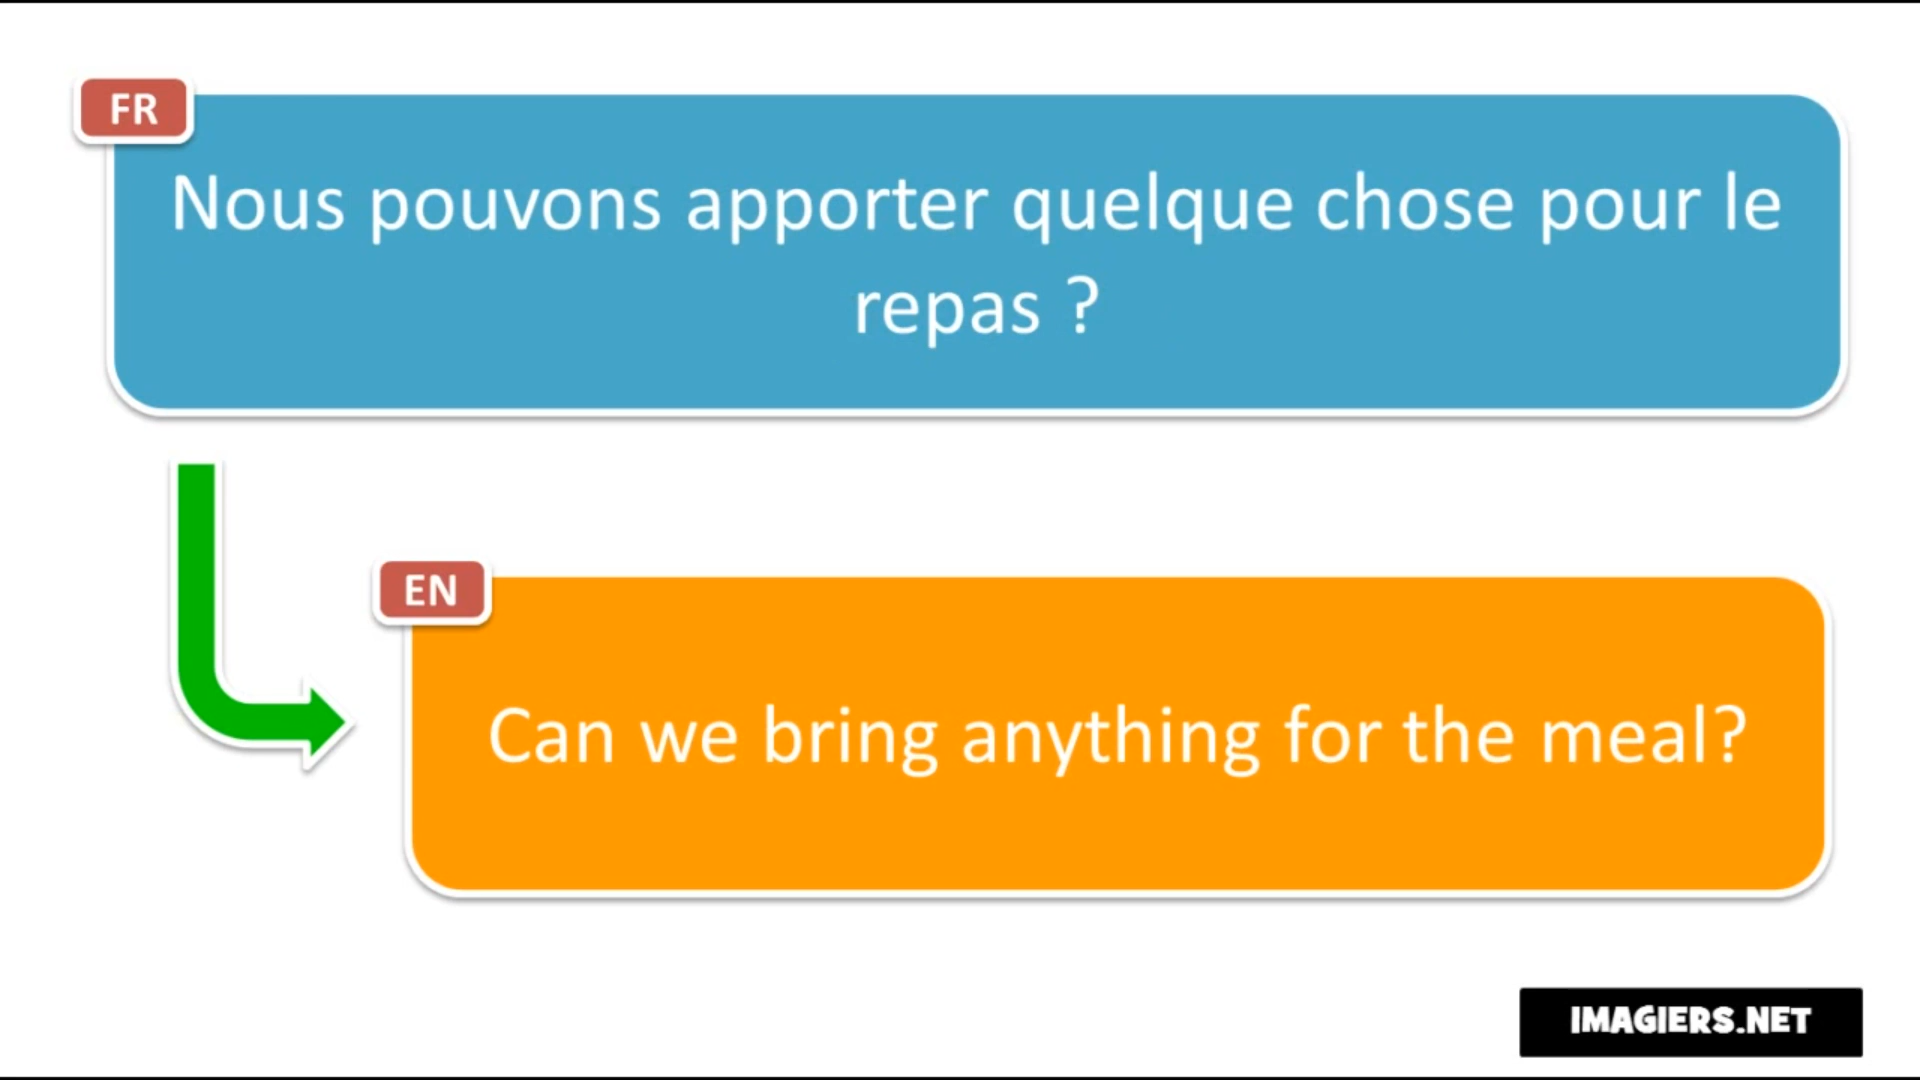 FR
Nous pouvons apporter quelque chose pour le
repas ?
EN
Can we bring anything for the meal?
IMAGIERS.NET